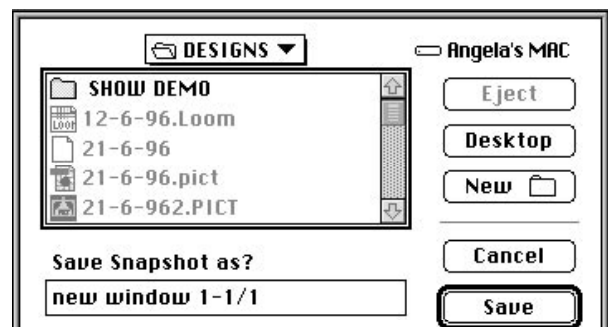 DESIGNS
Angela's MAC
SHOW DEMO
12-6-96.Loom
21-6-96
21-6-96.pict
21-6-962.PICT
Eject
Desktop
New
Save Snapshot as?
new window 1-1/1
Cancel
Save